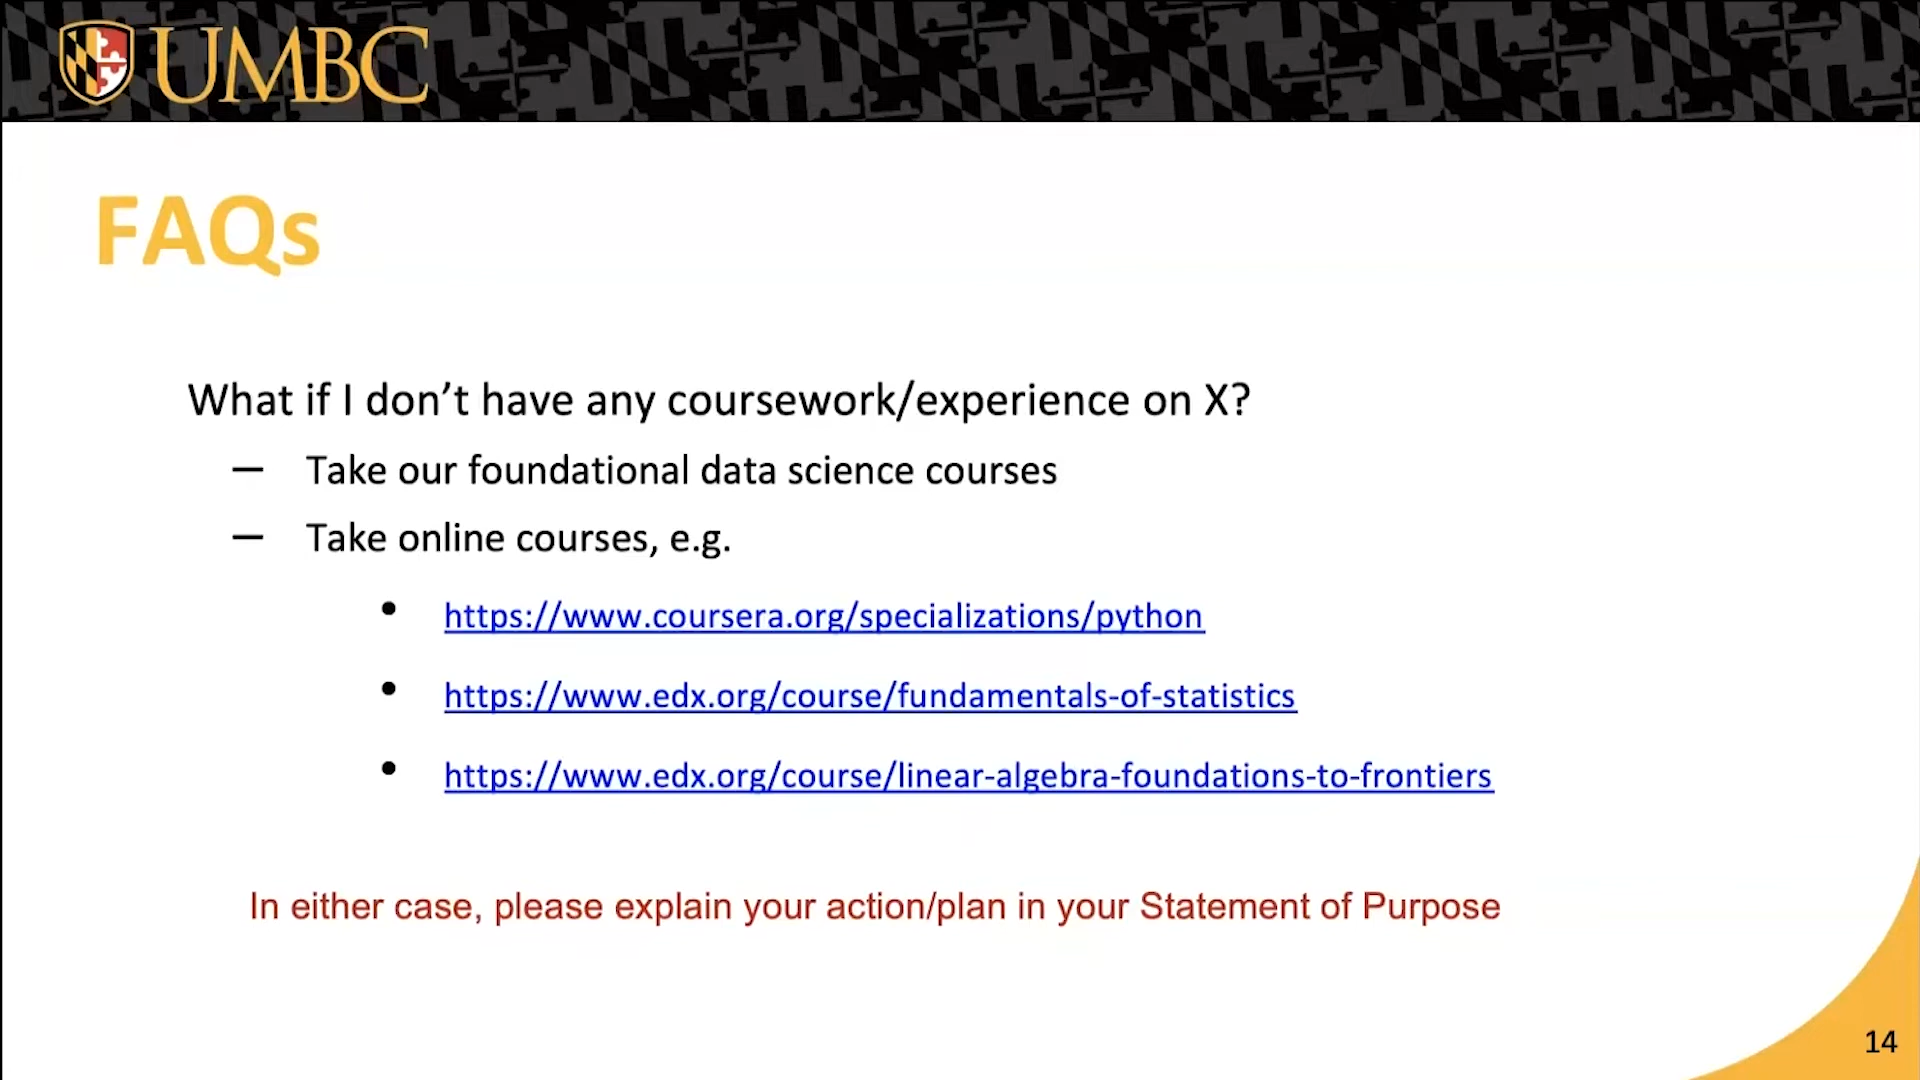 UMBC
FAQs
What if I don’t have any coursework/experience on X?
— Take our foundational data science courses
— Take online courses, e.g.
• https://www.coursera.org/specializations/python
• https://www.edx.org/course/fundamentals-of-statistics
• https://www.edx.org/course/linear-algebra-foundations-to-frontiers
In either case, please explain your action/plan in your Statement of Purpose
14